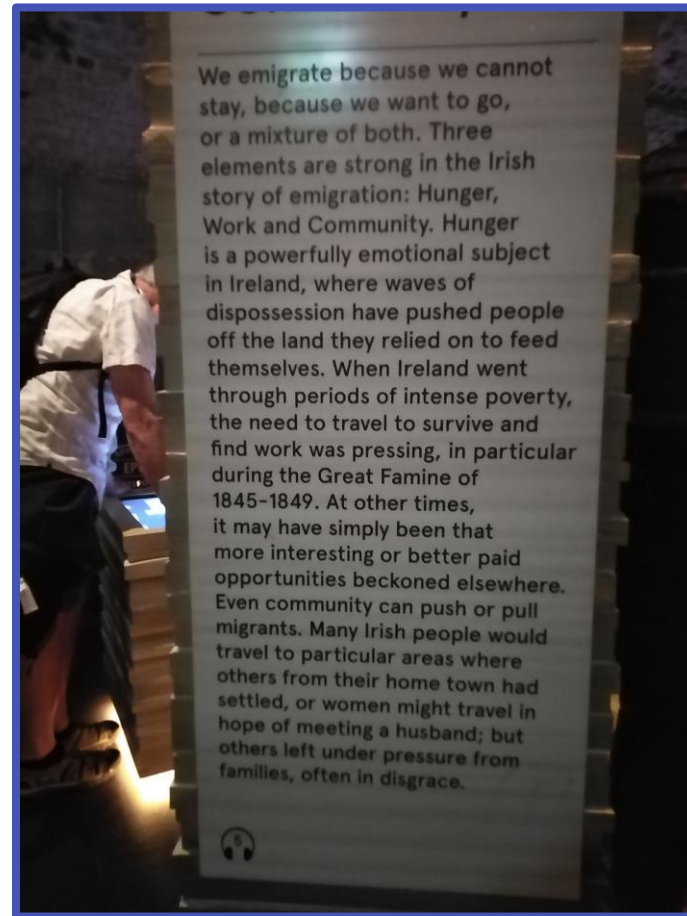 We emigrate because we cannot
stay, because we want to go,
or a mixture of both. Three
elements are strong in the Irish
story of emigration: Hunger,
Work and Community. Hunger
is a powerfully emotional subject
in Ireland, where waves of
dispossession have pushed people
off the land they relied on to feed
themselves. When Ireland went
through periods of intense poverty,
the need to travel to survive and
find work was pressing, in particular
during the Great Famine of
1845-1849. At other times,
it may have simply been that
more interesting or better paid
opportunities beckoned elsewhere.
Even community can push or pull
migrants. Many Irish people would
travel to particular areas where
others from their home town had
settled, or women might travel in
hope of meeting a husband; but
others left under pressure from
families, often in disgrace.
5